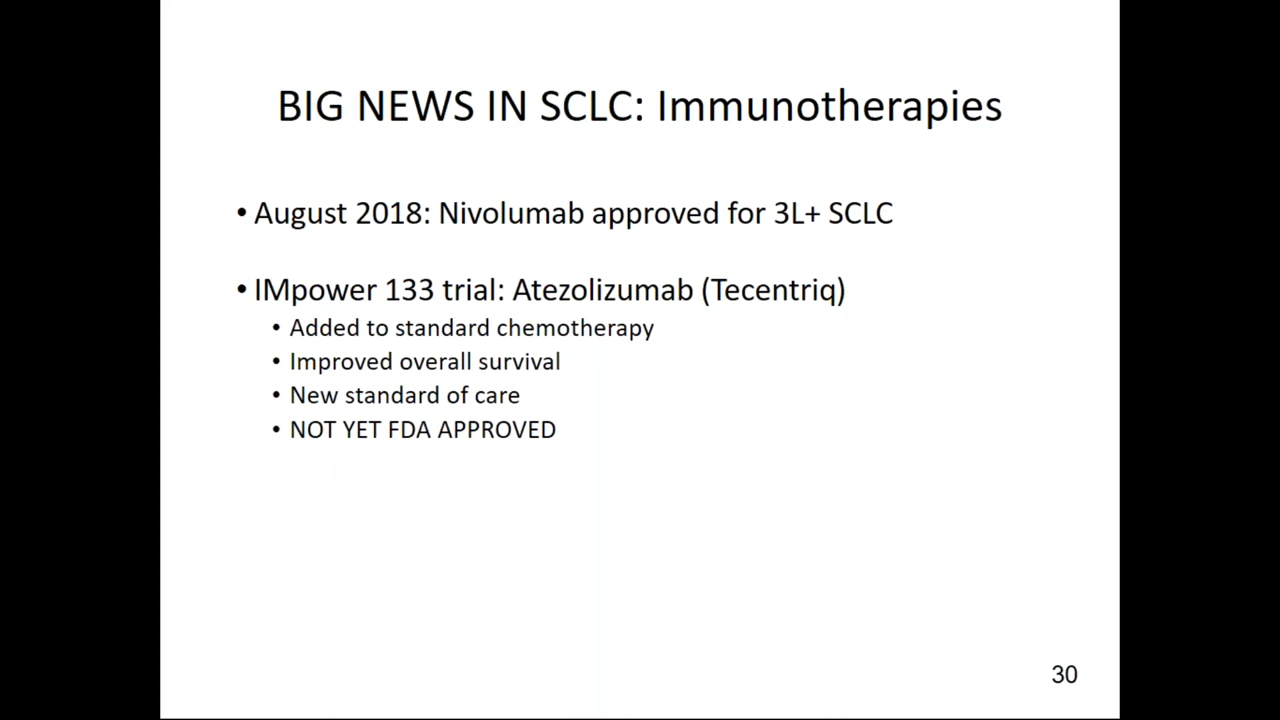 BIG NEWS IN SCLC: Immunotherapies
• August 2018: Nivolumab approved for 3L+ SCLC
• IMpower 133 trial: Atezolizumab (Tecentriq)
• Added to standard chemotherapy
• Improved overall survival
• New standard of care
• NOT YET FDA APPROVED
30